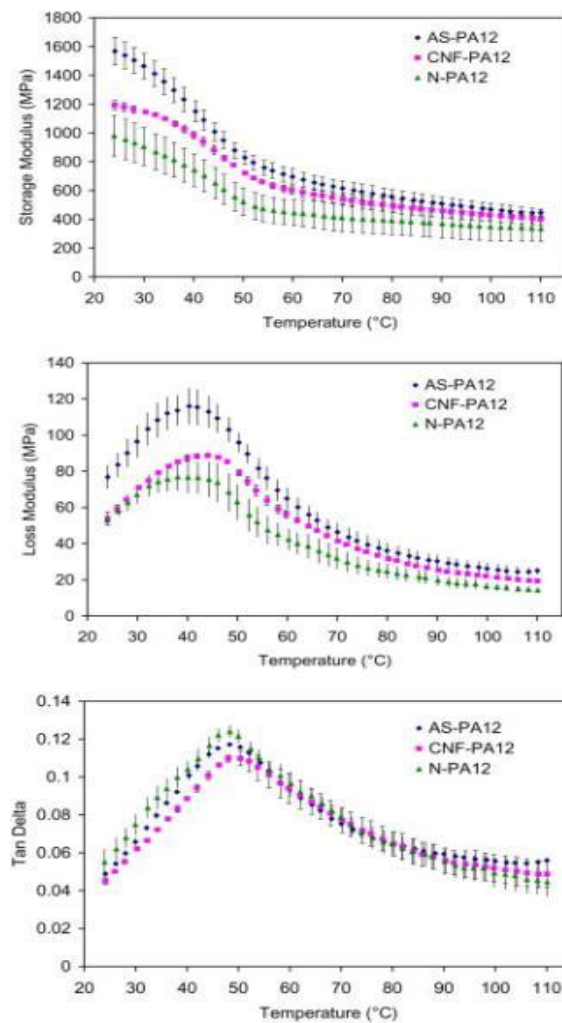 1800
1600
1400
1200
1000
800
600
400
200
0
Storage Modulus (MPa)
AS-PA12
CNF-PA12
N-PA12
20 30 40 50 60 70 80 90 100 110
Temperature (°C)
140
120
100
80
60
40
20
0
Loss Modulus (MPa)
AS-PA12
CNF-PA12
N-PA12
20 30 40 50 60 70 80 90 100 110
Temperature (°C)
0.14
0.12
0.1
0.08
0.06
0.04
0.02
0
Tan Delta
AS-PA12
CNF-PA12
N-PA12
20 30 40 50 60 70 80 90 100 110
Temperature (°C)